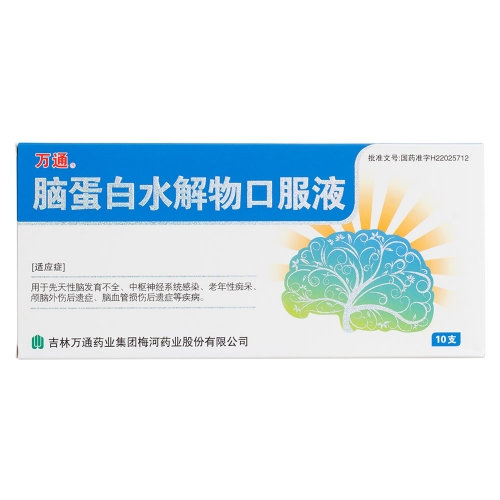 万通®
批准文号:国药准字H22025712
脑蛋白水解物口服液
[适应症]
用于先天性脑发育不全、中枢神经系统感染、老年性痴呆、
颅脑外伤后遗症、脑血管损伤后遗症等疾病。
吉林万通药业集团梅河药业股份有限公司
10支